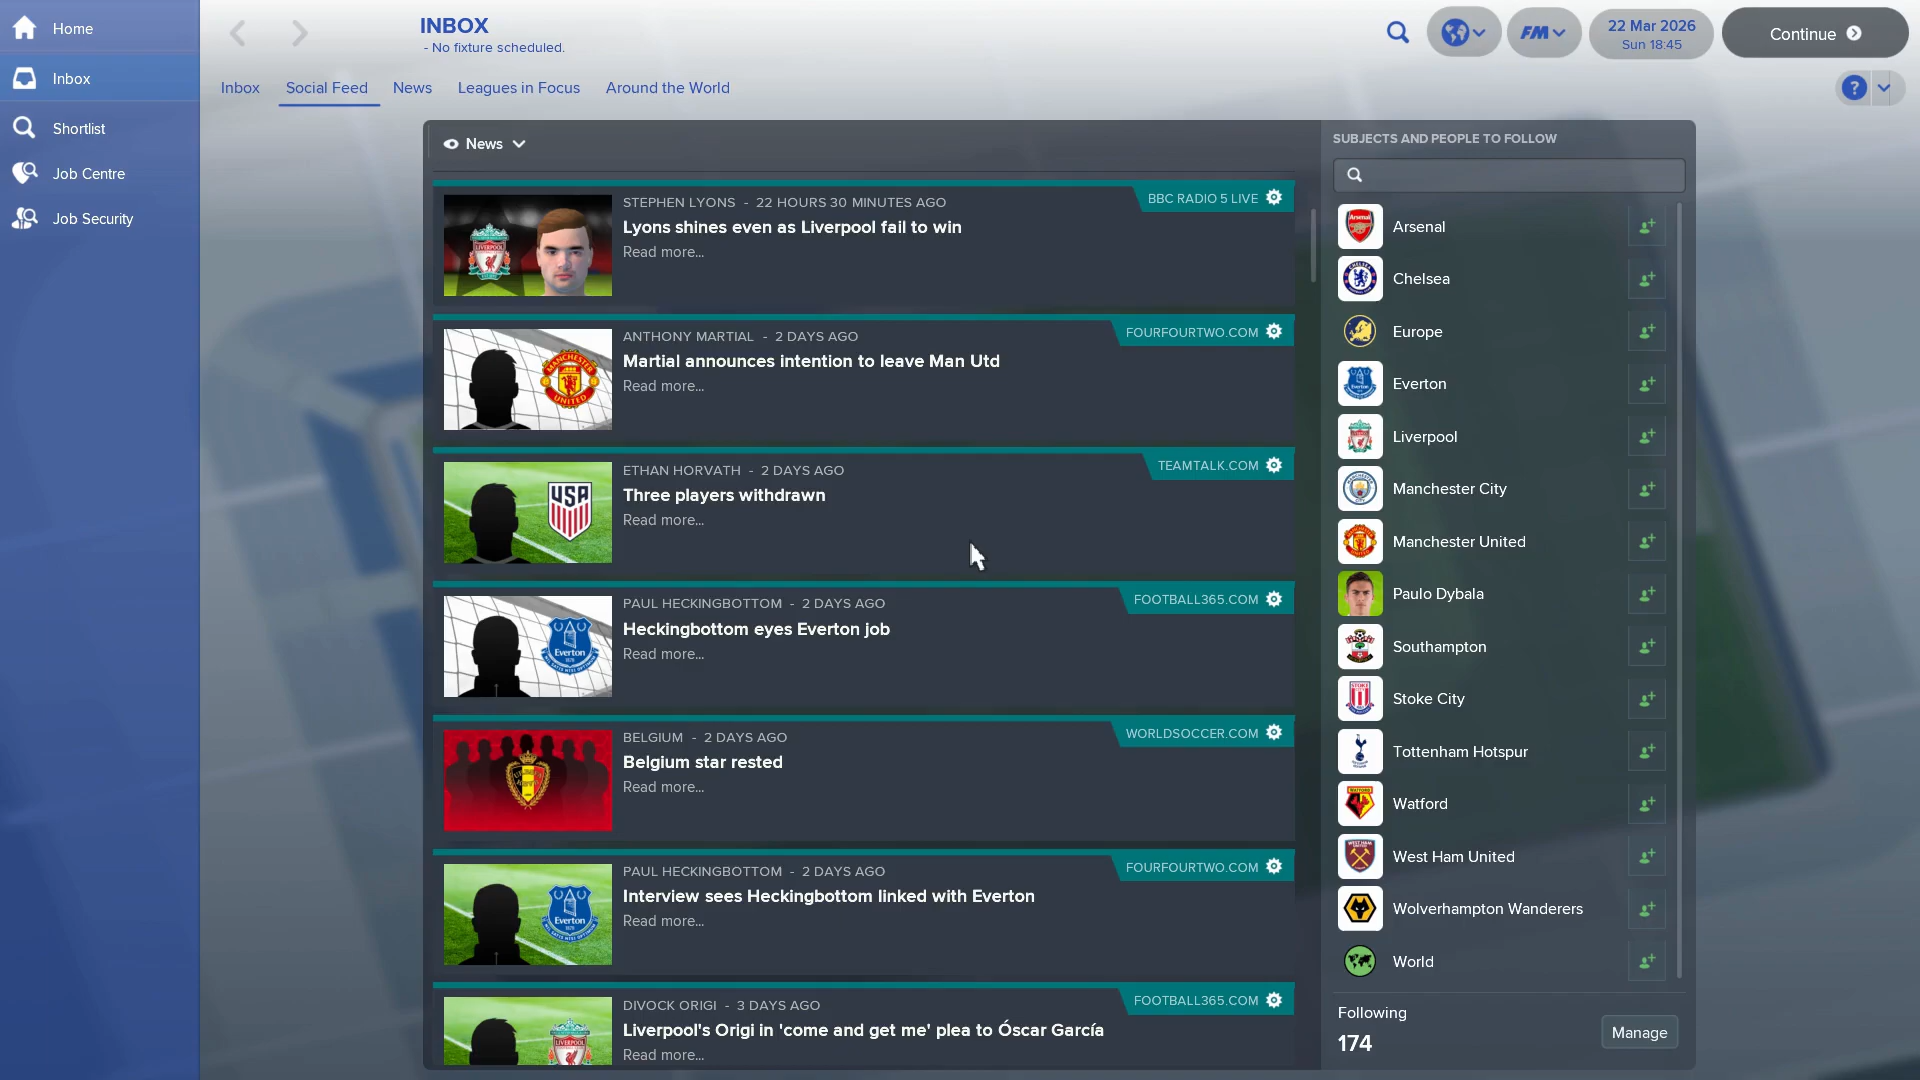 Home
Inbox
Shortlist
Job Centre
Job Security
INBOX
- No fixture scheduled.
FM
22 Mar 2026
Sun 18:45
Continue
Inbox
Social Feed
News
Leagues in Focus
Around the World
?
News
STEPHEN LYONS - 22 HOURS 30 MINUTES AGO
BBC RADIO 5 LIVE
Lyons shines even as Liverpool fail to win
Read more...
ANTHONY MARTIAL - 2 DAYS AGO
FOURFOURTWO.COM
Martial announces intention to leave Man Utd
Read more...
MANCHESTER
UNITED
ETHAN HORVATH - 2 DAYS AGO
TEAMTALK.COM
Three players withdrawn
Read more...
USA
PAUL HECKINGBOTTOM - 2 DAYS AGO
FOOTBALL365.COM
Heckingbottom eyes Everton job
Read more...
Everton
BELGIUM - 2 DAYS AGO
WORLDSOCCER.COM
Belgium star rested
Read more...
PAUL HECKINGBOTTOM - 2 DAYS AGO
FOURFOURTWO.COM
Interview sees Heckingbottom linked with Everton
Read more...
Everton
DIVOCK ORIGI - 3 DAYS AGO
FOOTBALL365.COM
Liverpool's Origi in 'come and get me' plea to Óscar García
Read more...
SUBJECTS AND PEOPLE TO FOLLOW
Arsenal
Chelsea
Europe
Everton
Liverpool
Manchester City
Manchester United
Paulo Dybala
Southampton
Stoke City
Tottenham Hotspur
Watford
West Ham United
Wolverhampton Wanderers
World
Following
174
Manage